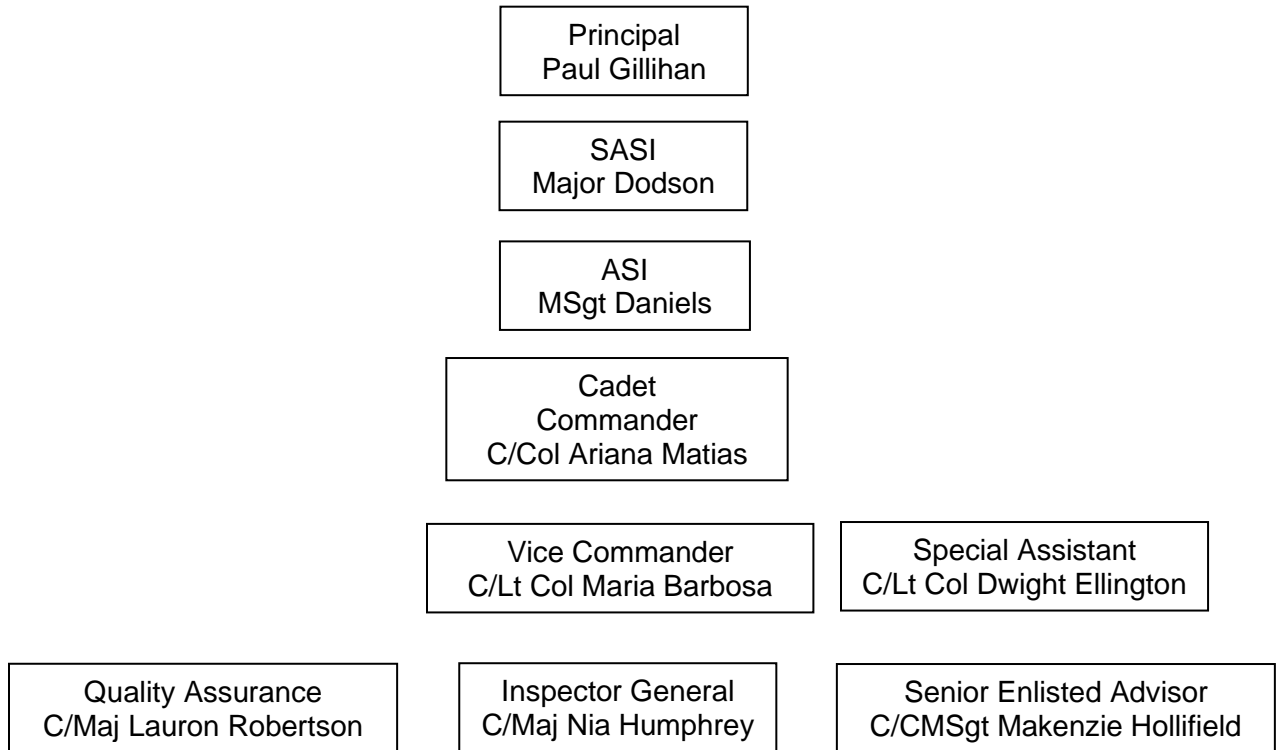 Principal
Paul Gillihan
SASI
Major Dodson
ASI
MSgt Daniels
Cadet
Commander
C/Col Ariana Matias
Vice Commander
C/Lt Col Maria Barbosa
Special Assistant
C/Lt Col Dwight Ellington
Quality Assurance
C/Maj Lauron Robertson
Inspector General
C/Maj Nia Humphrey
Senior Enlisted Advisor
C/CMSgt Makenzie Hollifield